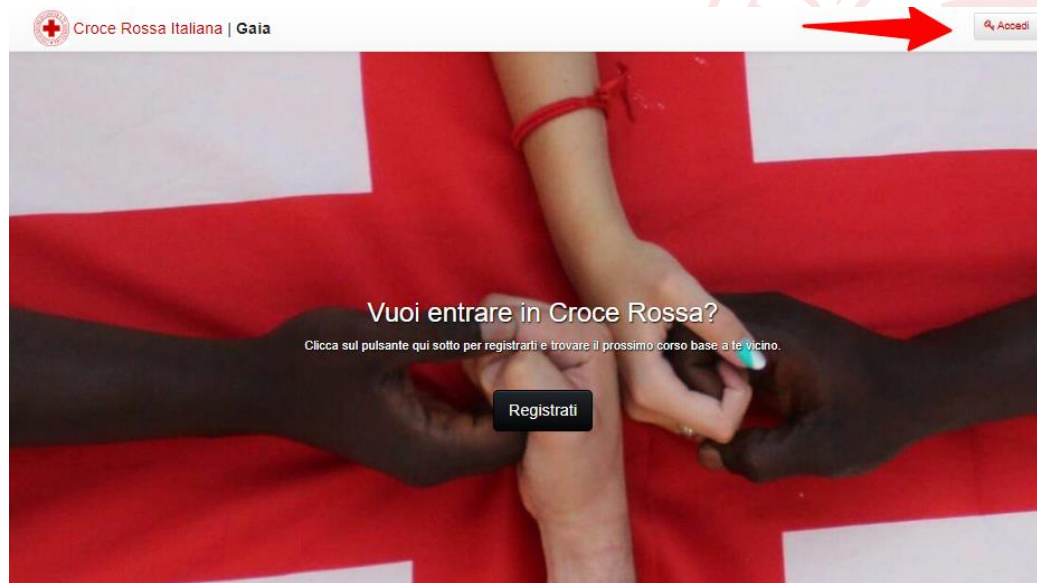 Croce Rossa Italiana | Gaia
Accedi
Vuoi entrare in Croce Rossa?
Clicca sul pulsante qui sotto per registrarti e trovare il prossimo corso base a te vicino.
Registrati